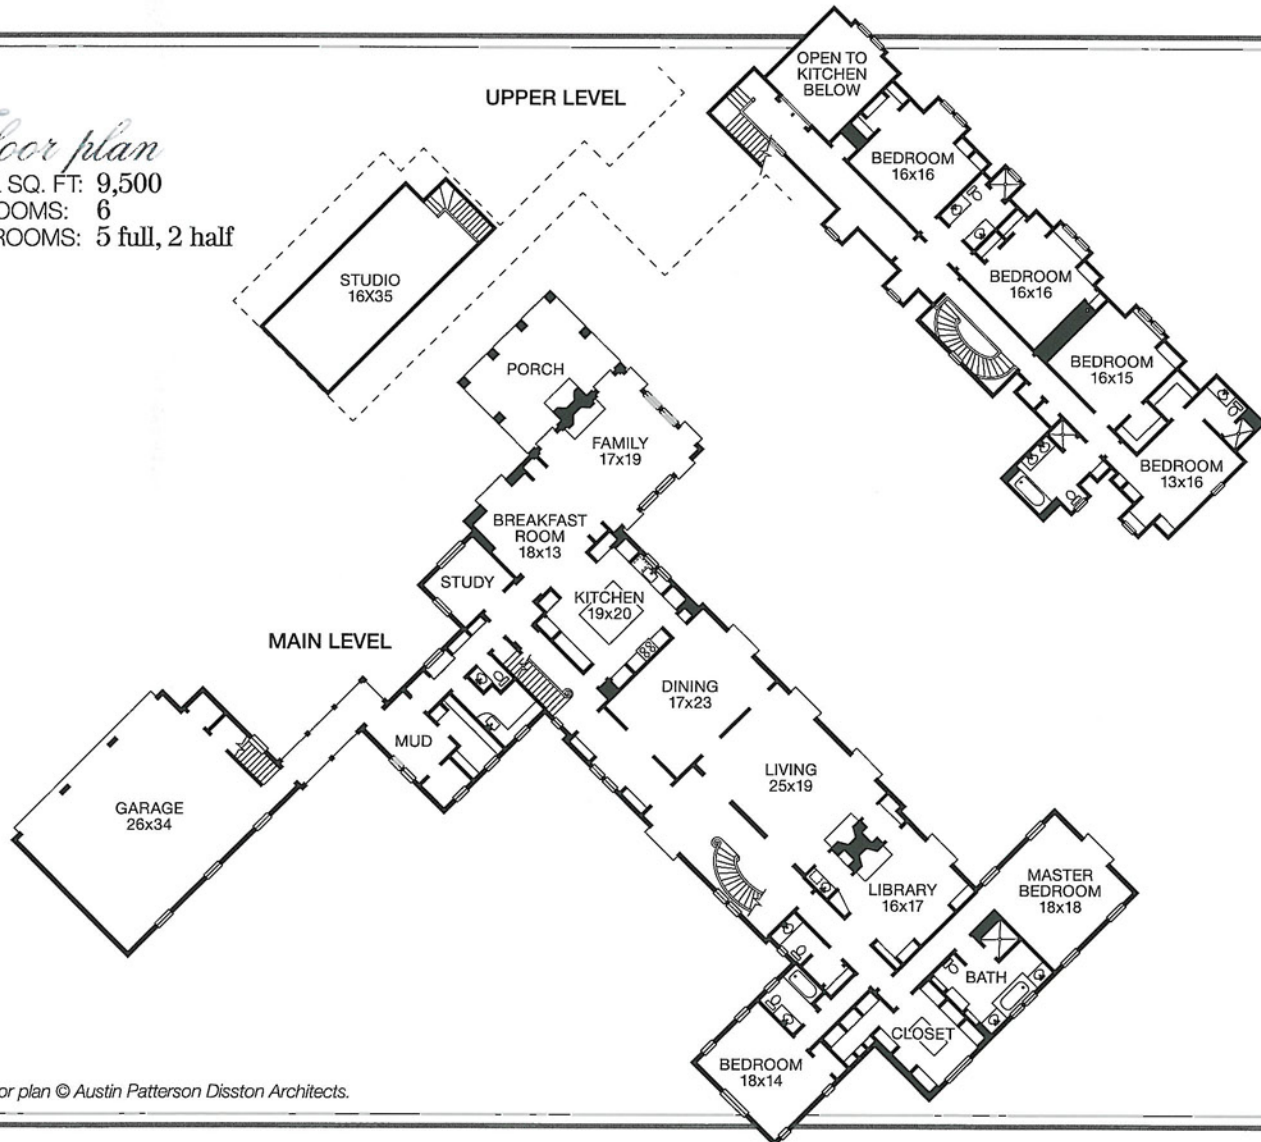 UPPER LEVEL
loor plan
SQ. FT: 9,500
OOMS: 6
ROOMS: 5 full, 2 half
OPEN TO
KITCHEN
BELOW
BEDROOM
16x16
BEDROOM
16x16
BEDROOM
16x15
BEDROOM
13x16
STUDIO
16X35
PORCH
FAMILY
17x19
BREAKFAST
ROOM
18x13
STUDY
KITCHEN
19x20
MAIN LEVEL
DINING
17x23
MUD
LIVING
25x19
GARAGE
26x34
LIBRARY
16x17
MASTER
BEDROOM
18x18
BATH
CLOSET
BEDROOM
18x14
or plan © Austin Patterson Disston Architects.